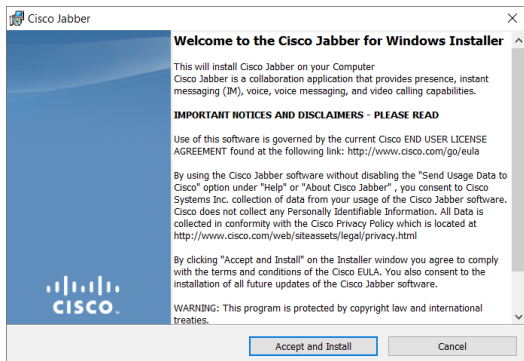 Cisco Jabber
Welcome to the Cisco Jabber for Windows Installer
This will install Cisco Jabber on your Computer
Cisco Jabber is a collaboration application that provides presence, instant
messaging (IM), voice, voice messaging, and video calling capabilities.
IMPORTANT NOTICES AND DISCLAIMERS - PLEASE READ
Use of this software is governed by the current Cisco END USER LICENSE
AGREEMENT found at the following link: http://www.cisco.com/go/eula
By using the Cisco Jabber software without disabling the "Send Usage Data to
Cisco" option under "Help" or "About Cisco Jabber" , you consent to Cisco
Systems Inc. collection of data from your usage of the Cisco Jabber software.
Cisco does not collect any Personally Identifiable Information. All Data is
collected in conformity with the Cisco Privacy Policy which is located at
http://www.cisco.com/web/siteassets/legal/privacy.html
By clicking "Accept and Install" on the Installer window you agree to comply
with the terms and conditions of the Cisco EULA. You also consent to the
installation of all future updates of the Cisco Jabber software.
WARNING: This program is protected by copyright law and international
treaties.
CISCO.
Accept and Install
Cancel